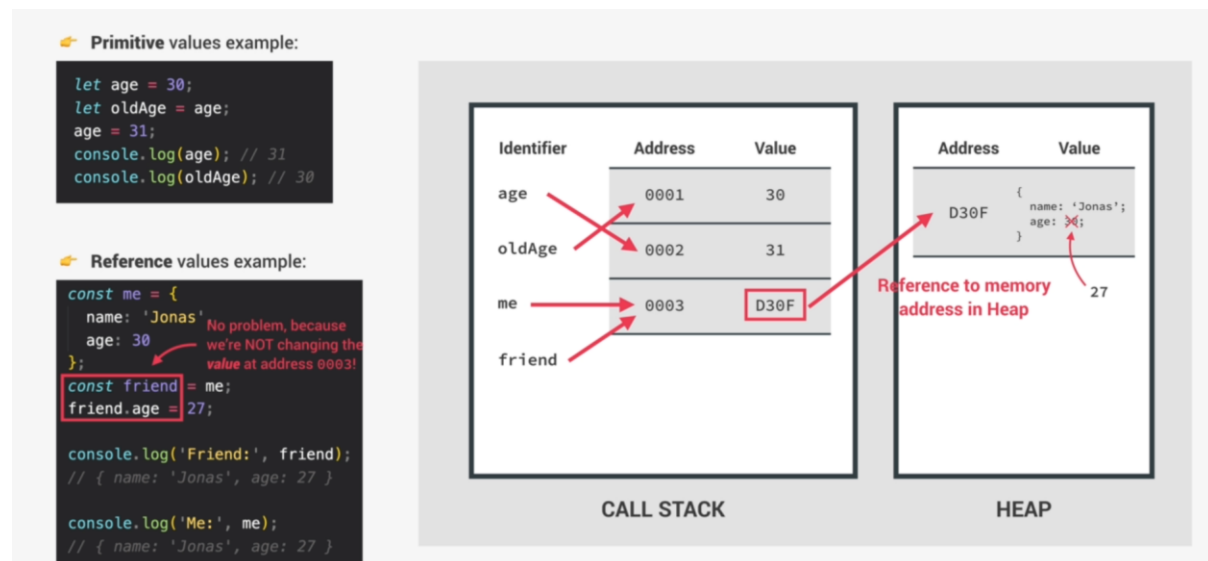 👉 Primitive values example:
let age = 30;
let oldAge = age;
age = 31;
console.log(age); // 31
console.log(oldAge); // 30
👉 Reference values example:
const me = {
name: 'Jonas'
age: 30
};
const friend = me;
friend.age = 27;
console.log('Friend:', friend);
// { name: 'Jonas', age: 27 }
console.log('Me:', me);
// { name: 'Jonas', age: 27 }
No problem, because
we're NOT changing the
value at address 0003!
Identifier Address Value
age 0001 30
oldAge 0002 31
me 0003 D30F
friend
CALL STACK
Address Value
D30F
{
name: ‘Jonas’;
age: 30;
}
27
Reference to memory
address in Heap
HEAP